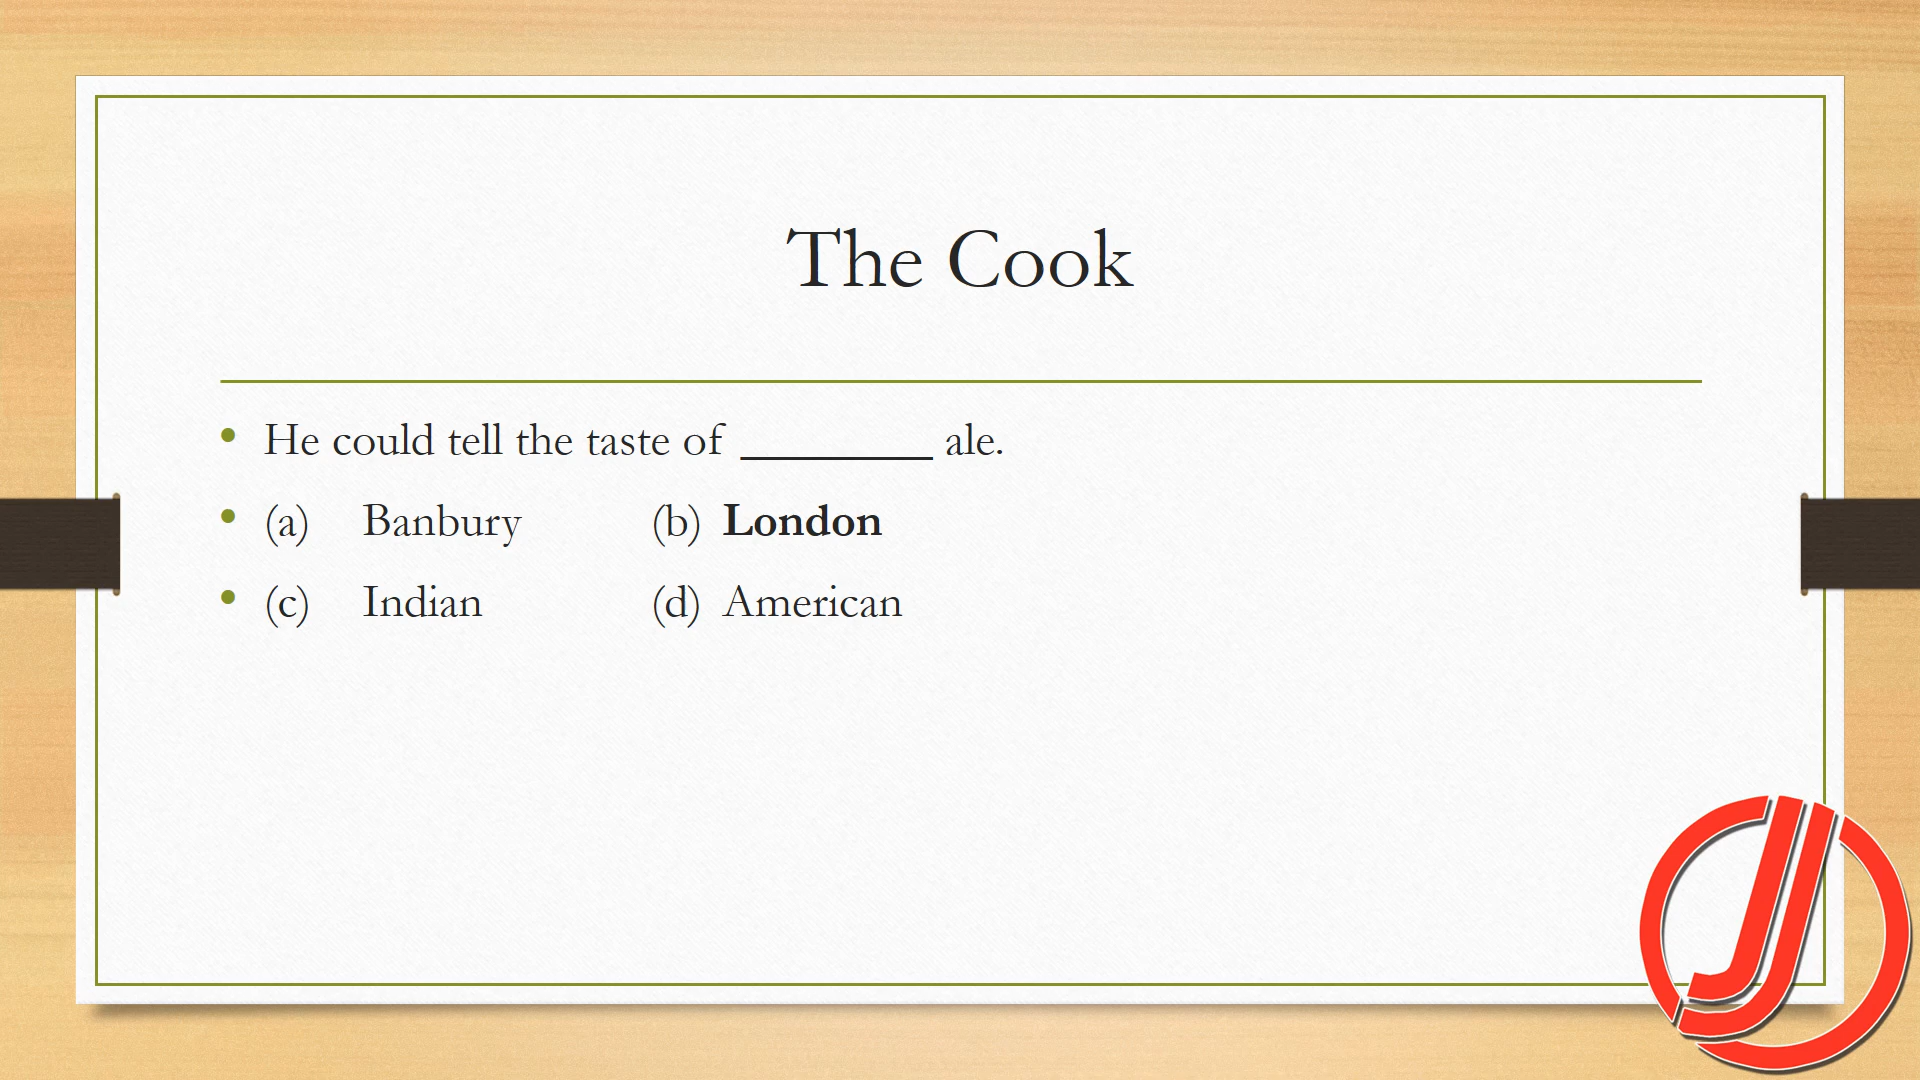 The Cook
• He could tell the taste of ________ ale.
• (a) Banbury (b) London
• (c) Indian (d) American